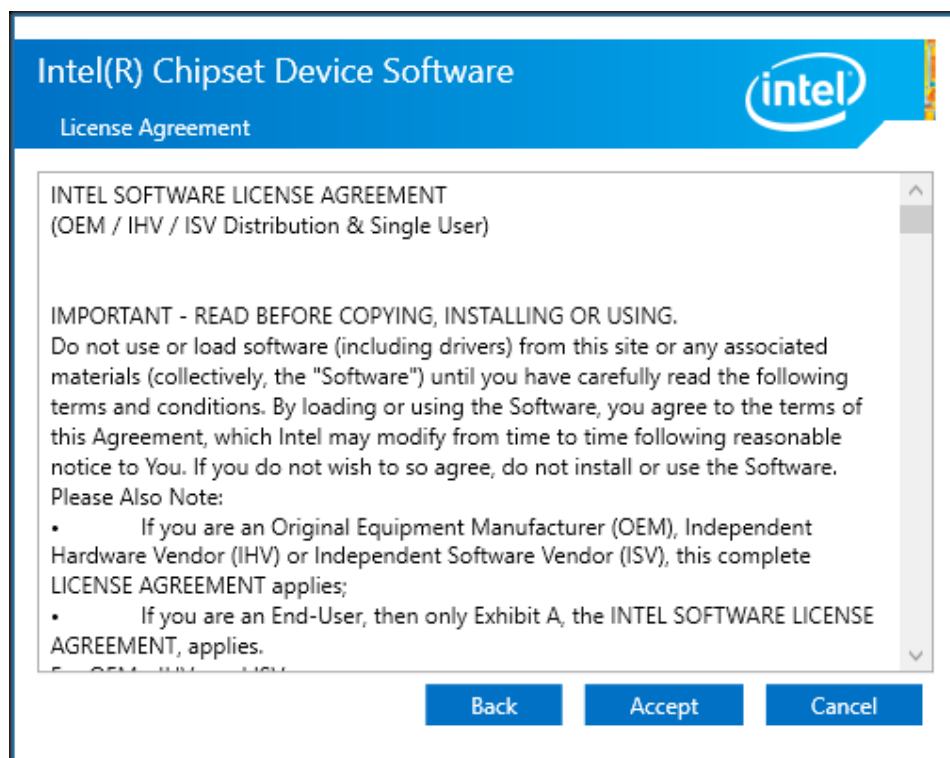 Intel(R) Chipset Device Software
intel
License Agreement
INTEL SOFTWARE LICENSE AGREEMENT
(OEM / IHV / ISV Distribution & Single User)
IMPORTANT - READ BEFORE COPYING, INSTALLING OR USING.
Do not use or load software (including drivers) from this site or any associated
materials (collectively, the "Software") until you have carefully read the following
terms and conditions. By loading or using the Software, you agree to the terms of
this Agreement, which Intel may modify from time to time following reasonable
notice to You. If you do not wish to so agree, do not install or use the Software.
Please Also Note:
• If you are an Original Equipment Manufacturer (OEM), Independent
Hardware Vendor (IHV) or Independent Software Vendor (ISV), this complete
LICENSE AGREEMENT applies;
• If you are an End-User, then only Exhibit A, the INTEL SOFTWARE LICENSE
AGREEMENT, applies.
Back
Accept
Cancel